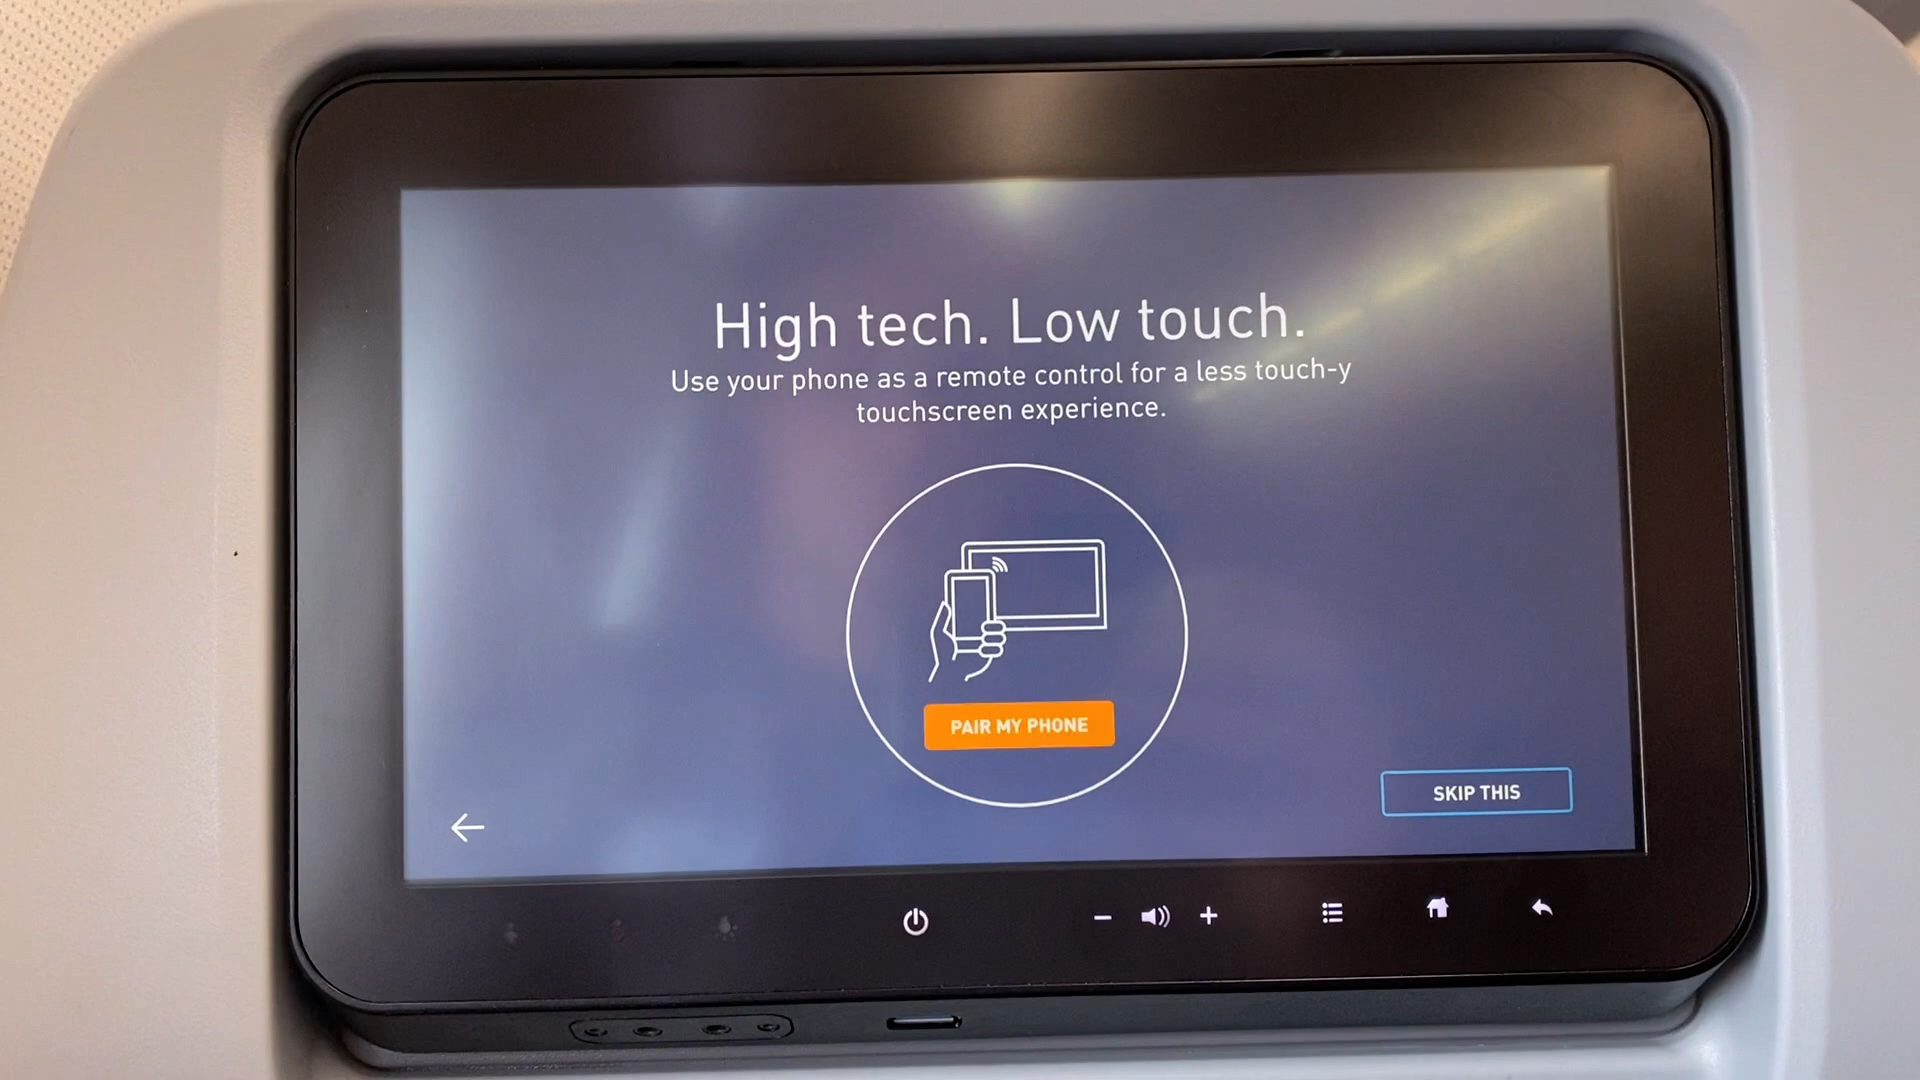 High tech. Low touch.
Use your phone as a remote control for a less touch-y
touchscreen experience.
PAIR MY PHONE
SKIP THIS